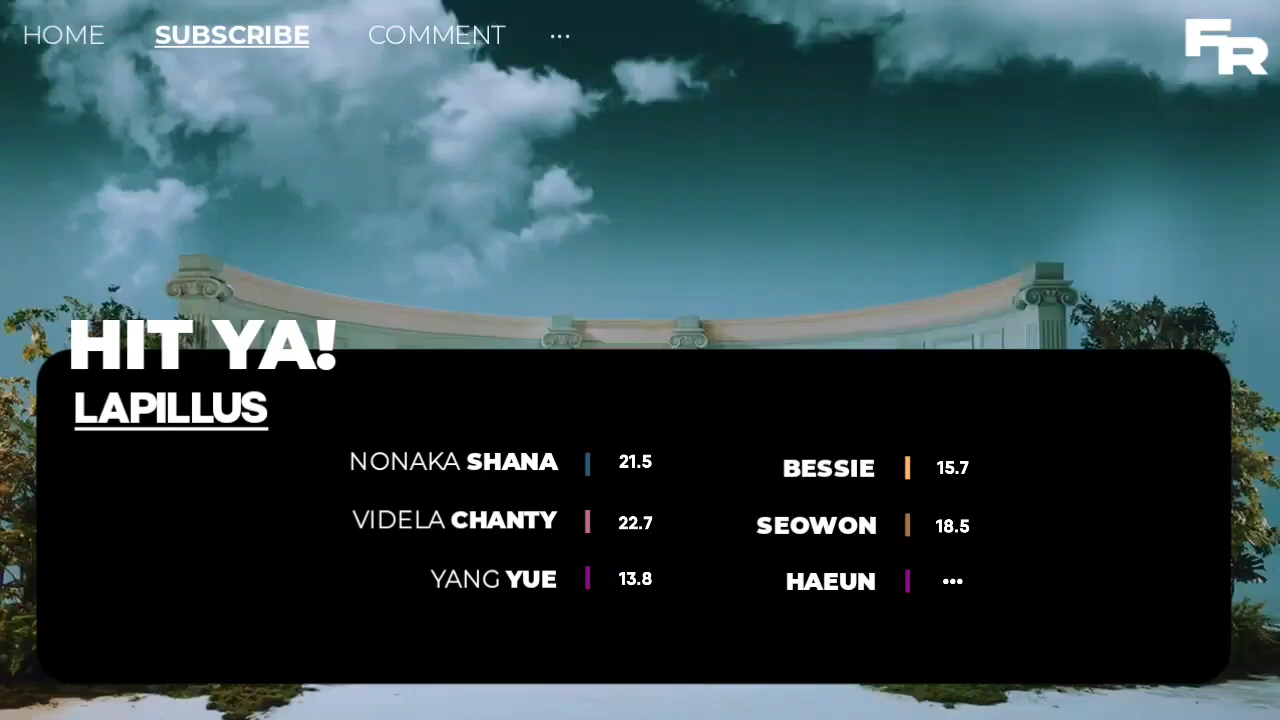 HOME SUBSCRIBE COMMENT ...
FR
HIT YA!
LAPILLUS
NONAKA SHANA 21.5
VIDELA CHANTY 22.7
YANG YUE 13.8
BESSIE 15.7
SEOWON 18.5
HAEUN ...